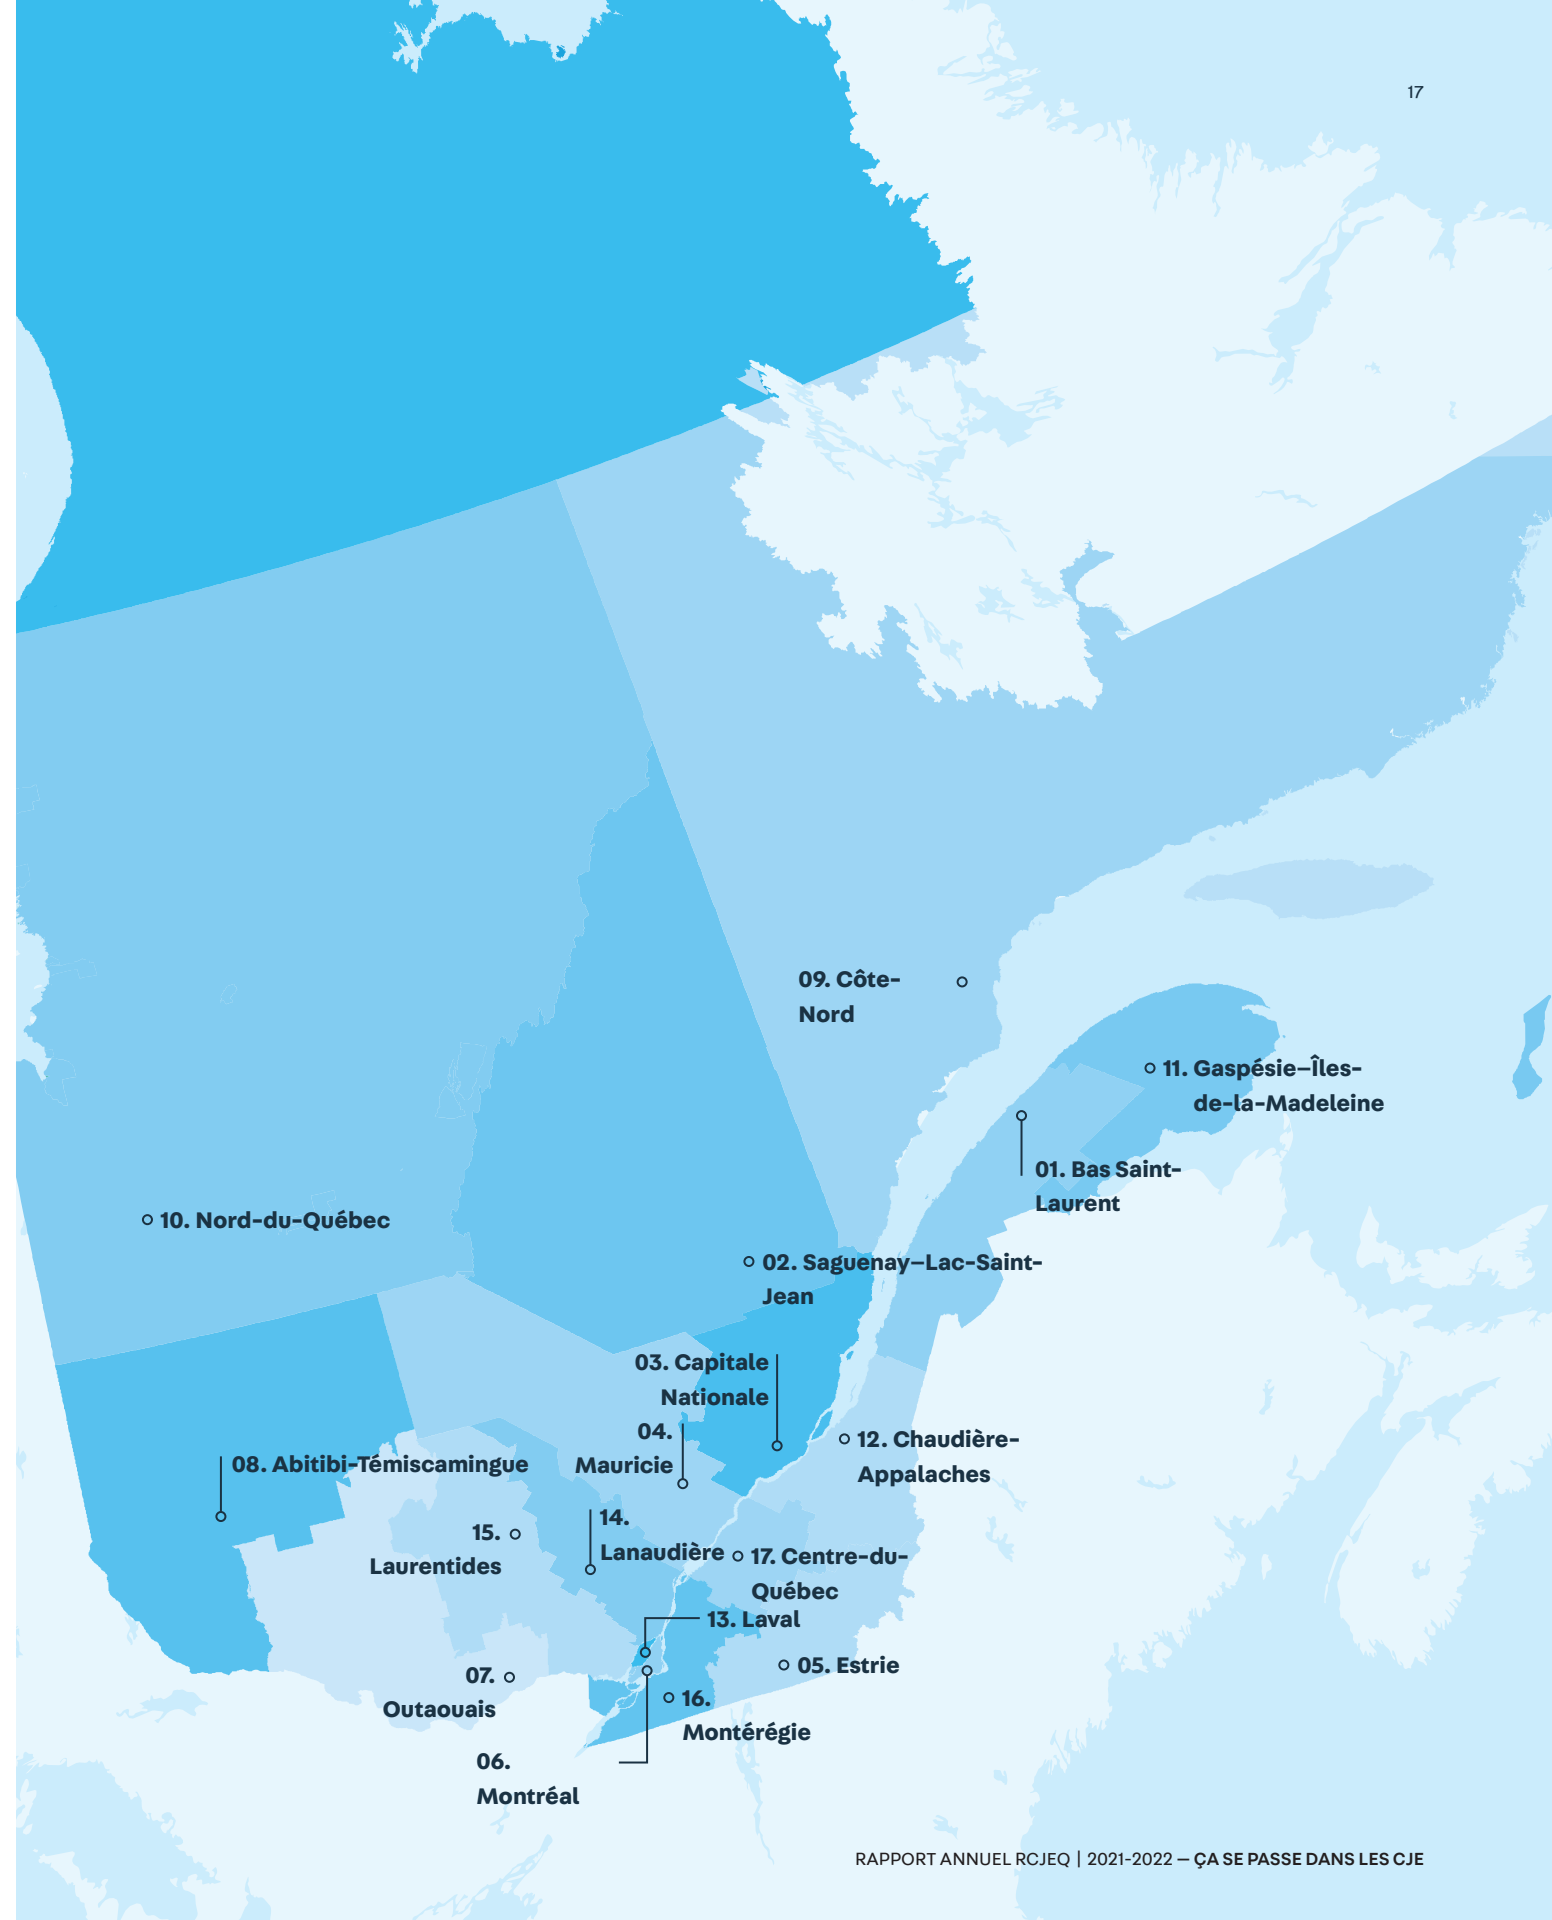 17
09. Côte-
Nord
11. Gaspésie–Îles-
de-la-Madeleine
01. Bas Saint-
Laurent
10. Nord-du-Québec
02. Saguenay–Lac-Saint-
Jean
03. Capitale
Nationale
04.
Mauricie
12. Chaudière-
Appalaches
08. Abitibi-Témiscamingue
14.
Lanaudière
15.
Laurentides
17. Centre-du-
Québec
13. Laval
05. Estrie
07.
Outaouais
16.
Montérégie
06.
Montréal
RAPPORT ANNUEL RCJEQ | 2021-2022 — ÇA SE PASSE DANS LES CJE